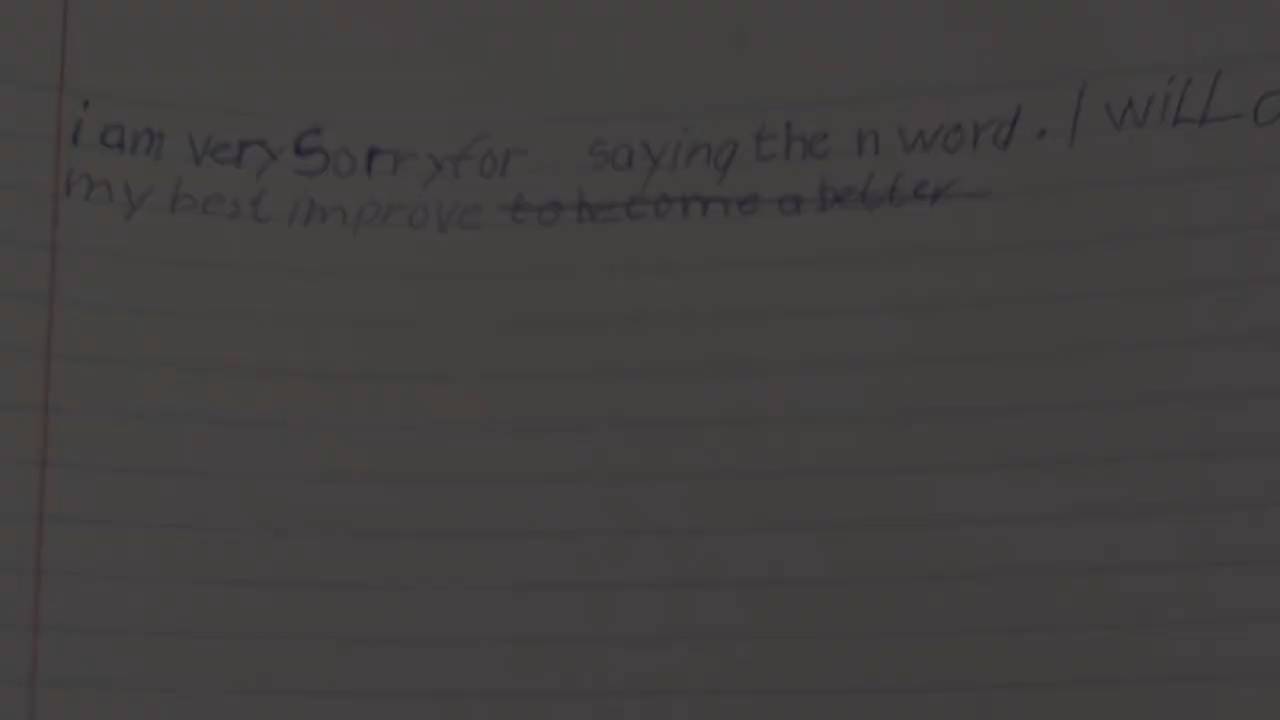 i am very Sorry for saying the n word. I wiLL
my best improve to become a better